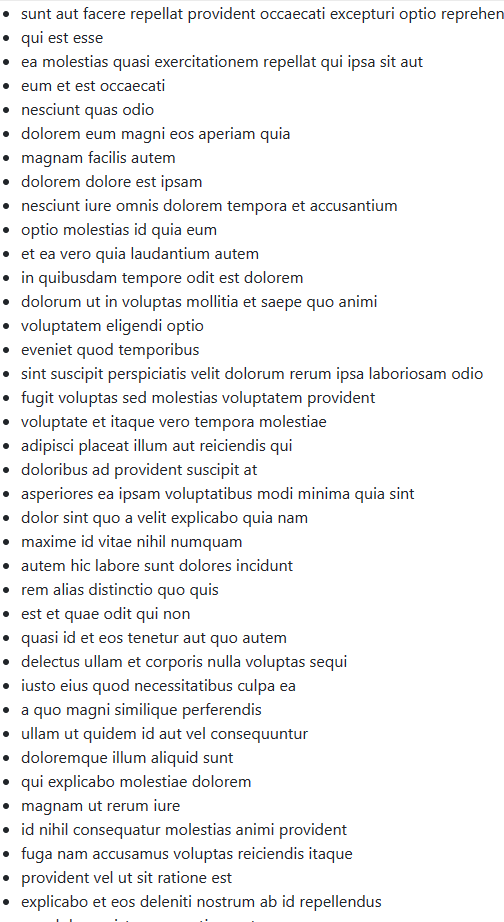 sunt aut facere repellat provident occaecati excepturi optio reprehen
qui est esse
ea molestias quasi exercitationem repellat qui ipsa sit aut
eum et est occaecati
nesciunt quas odio
dolorem eum magni eos aperiam quia
magnam facilis autem
dolorem dolore est ipsam
nesciunt iure omnis dolorem tempora et accusantium
optio molestias id quia eum
et ea vero quia laudantium autem
in quibusdam tempore odit est dolorem
dolorum ut in voluptas mollitia et saepe quo animi
voluptatem eligendi optio
eveniet quod temporibus
sint suscipit perspiciatis velit dolorum rerum ipsa laboriosam odio
fugit voluptas sed molestias voluptatem provident
voluptate et itaque vero tempora molestiae
adipisci placeat illum aut reiciendis qui
doloribus ad provident suscipit at
asperiores ea ipsam voluptatibus modi minima quia sint
dolor sint quo a velit explicabo quia nam
maxime id vitae nihil numquam
autem hic labore sunt dolores incidunt
rem alias distinctio quo quis
est et quae odit qui non
quasi id et eos tenetur aut quo autem
delectus ullam et corporis nulla voluptas sequi
iusto eius quod necessitatibus culpa ea
a quo magni similique perferendis
ullam ut quidem id aut vel consequuntur
doloremque illum aliquid sunt
qui explicabo molestiae dolorem
magnam ut rerum iure
id nihil consequatur molestias animi provident
fuga nam accusamus voluptas reiciendis itaque
provident vel ut sit ratione est
explicabo et eos deleniti nostrum ab id repellendus